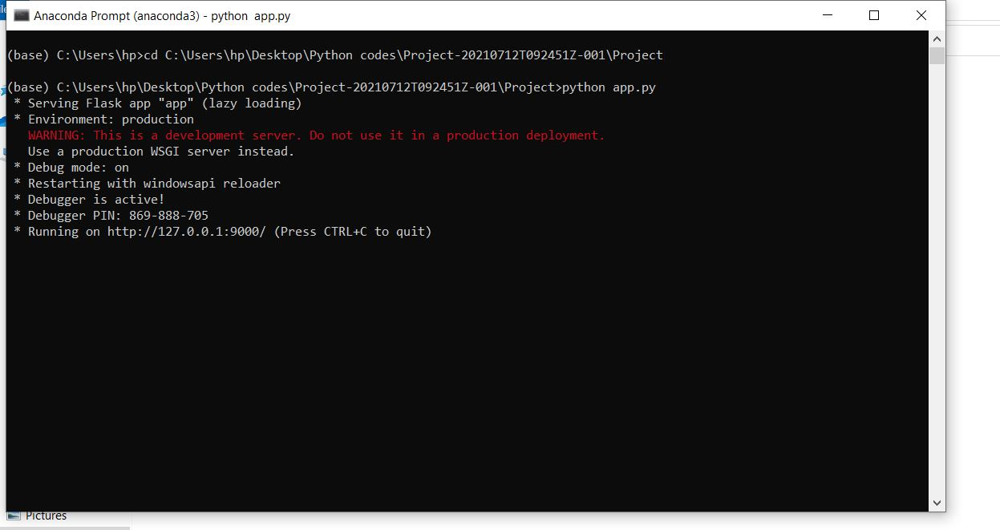 Anaconda Prompt (anaconda3) - python  app.py
(base) C:\Users\hp>cd C:\Users\hp\Desktop\Python codes\Project-20210712T092451Z-001\Project
(base) C:\Users\hp\Desktop\Python codes\Project-20210712T092451Z-001\Project>python app.py
 * Serving Flask app "app" (lazy loading)
 * Environment: production
   WARNING: This is a development server. Do not use it in a production deployment.
   Use a production WSGI server instead.
 * Debug mode: on
 * Restarting with windowsapi reloader
 * Debugger is active!
 * Debugger PIN: 869-888-705
 * Running on http://127.0.0.1:9000/ (Press CTRL+C to quit)
Pictures